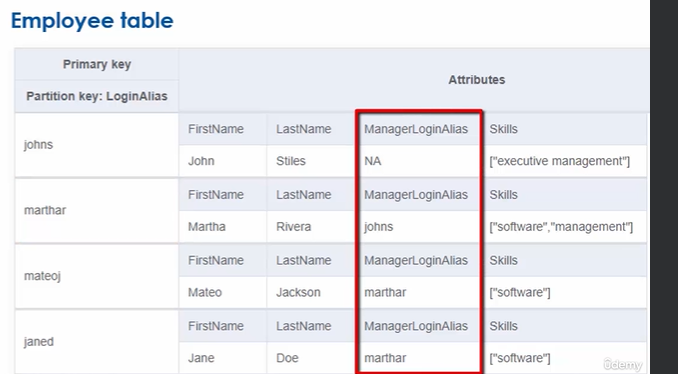 Employee table
Primary key
Attributes
Partition key: LoginAlias
johns
FirstName LastName ManagerLoginAlias Skills
John Stiles NA ["executive management"]
marthar
FirstName LastName ManagerLoginAlias Skills
Martha Rivera johns ["software","management"]
mateoj
FirstName LastName ManagerLoginAlias Skills
Mateo Jackson marthar ["software"]
janed
FirstName LastName ManagerLoginAlias Skills
Jane Doe marthar ["software"]
ûdemy